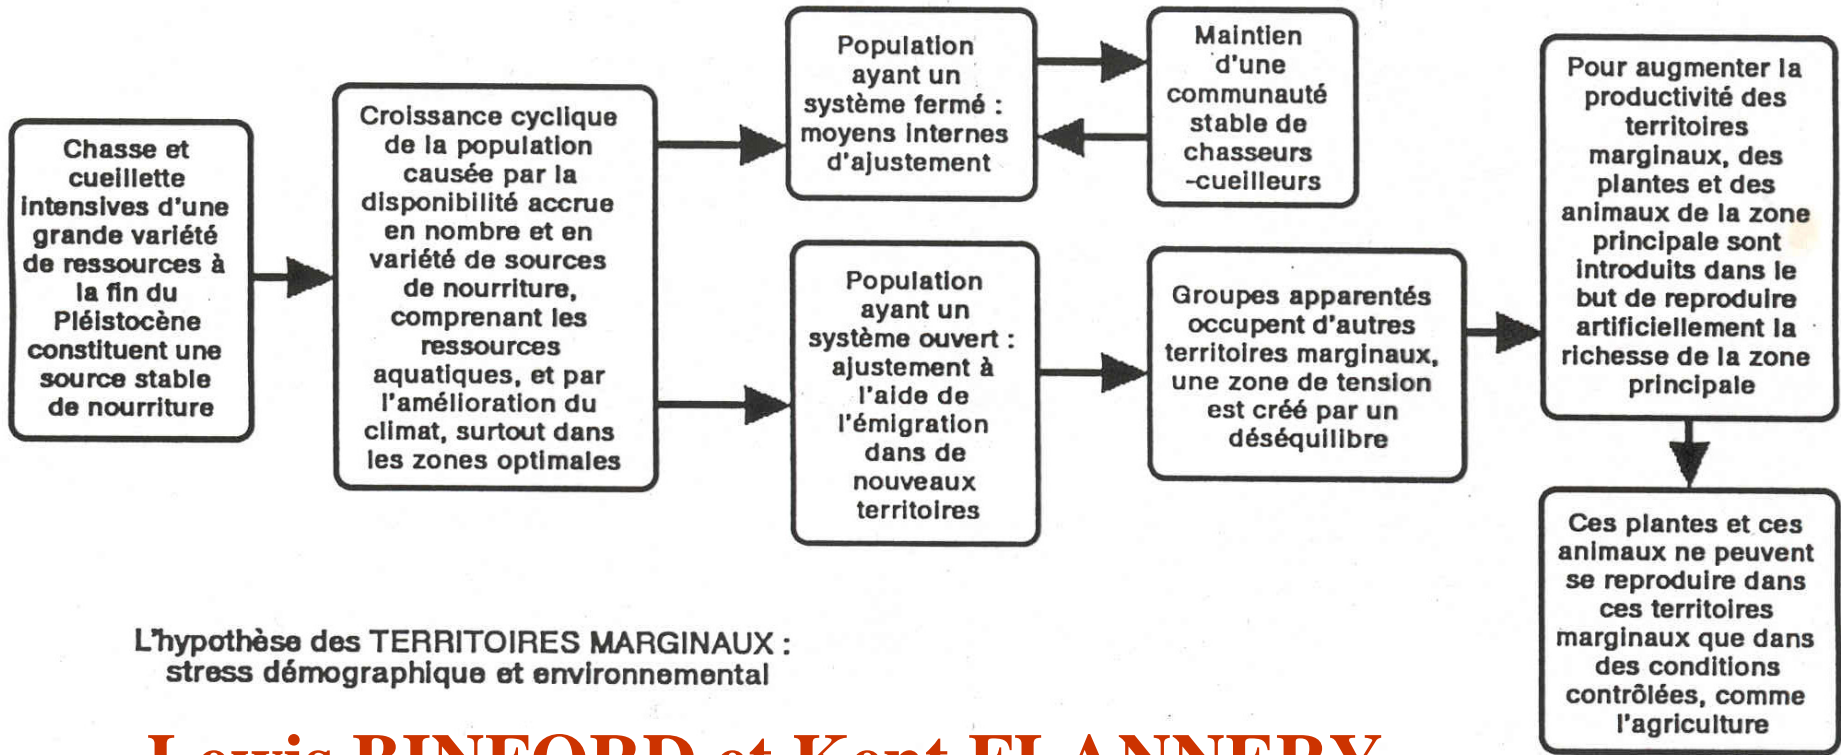 Chasse et
cueillette
intensives d'une
grande variété
de ressources à
la fin du
Pléistocène
constituent une
source stable
de nourriture
Croissance cyclique
de la population
causée par la
disponibilité accrue
en nombre et en
variété de sources
de nourriture,
comprenant les
ressources
aquatiques, et par
l'amélioration du
climat, surtout dans
les zones optimales
Population
ayant un
système fermé :
moyens internes
d'ajustement
Maintien
d'une
communauté
stable de
chasseurs
-cueilleurs
Population
ayant un
système ouvert :
ajustement à
l'aide de
l'émigration
dans de
nouveaux
territoires
Groupes apparentés
occupent d'autres
territoires marginaux,
une zone de tension
est créé par un
déséquilibre
Pour augmenter la
productivité des
territoires
marginaux, des
plantes et des
animaux de la zone
principale sont
introduits dans le
but de reproduire
artificiellement la
richesse de la zone
principale
Ces plantes et ces
animaux ne peuvent
se reproduire dans
ces territoires
marginaux que dans
des conditions
contrôlées, comme
l'agriculture
L'hypothèse des TERRITOIRES MARGINAUX :
stress démographique et environnemental
Lewis BINFORD et Kent FLANNERY